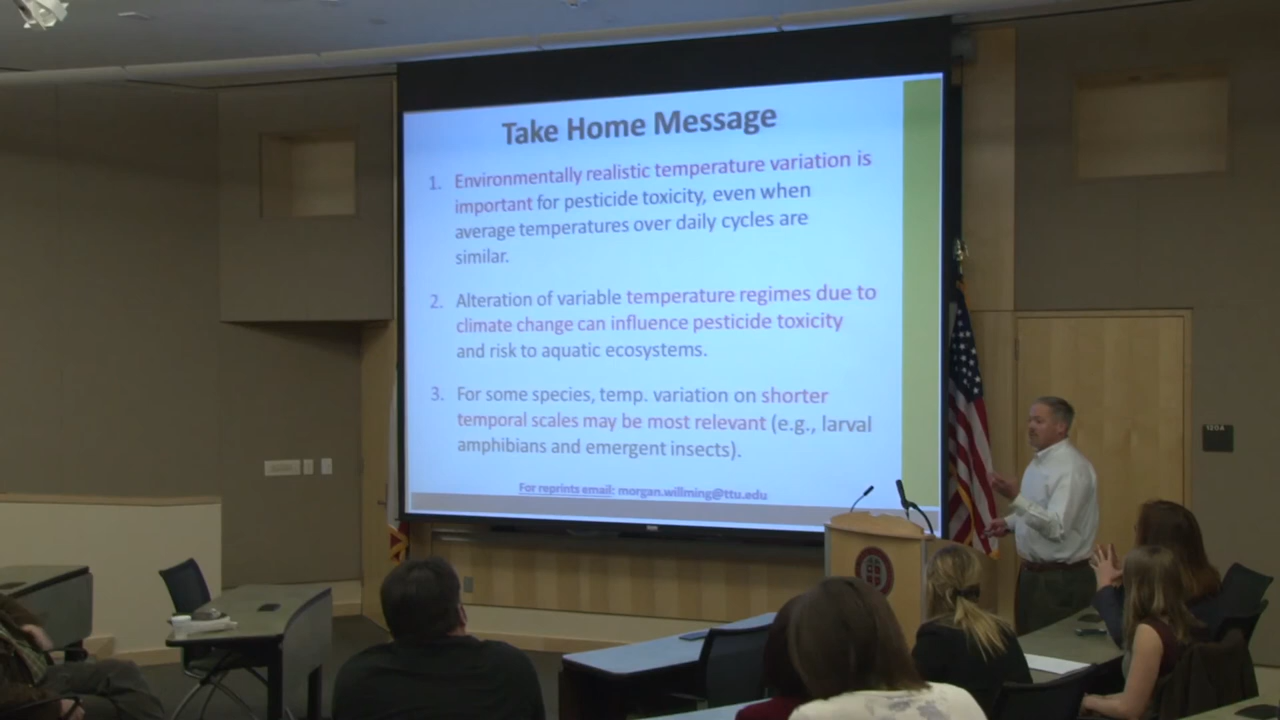 Take Home Message
1. Environmentally realistic temperature variation is
important for pesticide toxicity, even when
average temperatures over daily cycles are
similar.
2. Alteration of variable temperature regimes due to
climate change can influence pesticide toxicity
and risk to aquatic ecosystems.
3. For some species, temp. variation on shorter
temporal scales may be most relevant (e.g., larval
amphibians and emergent insects).
For reprints email: morgan.willming@ttu.edu
120A